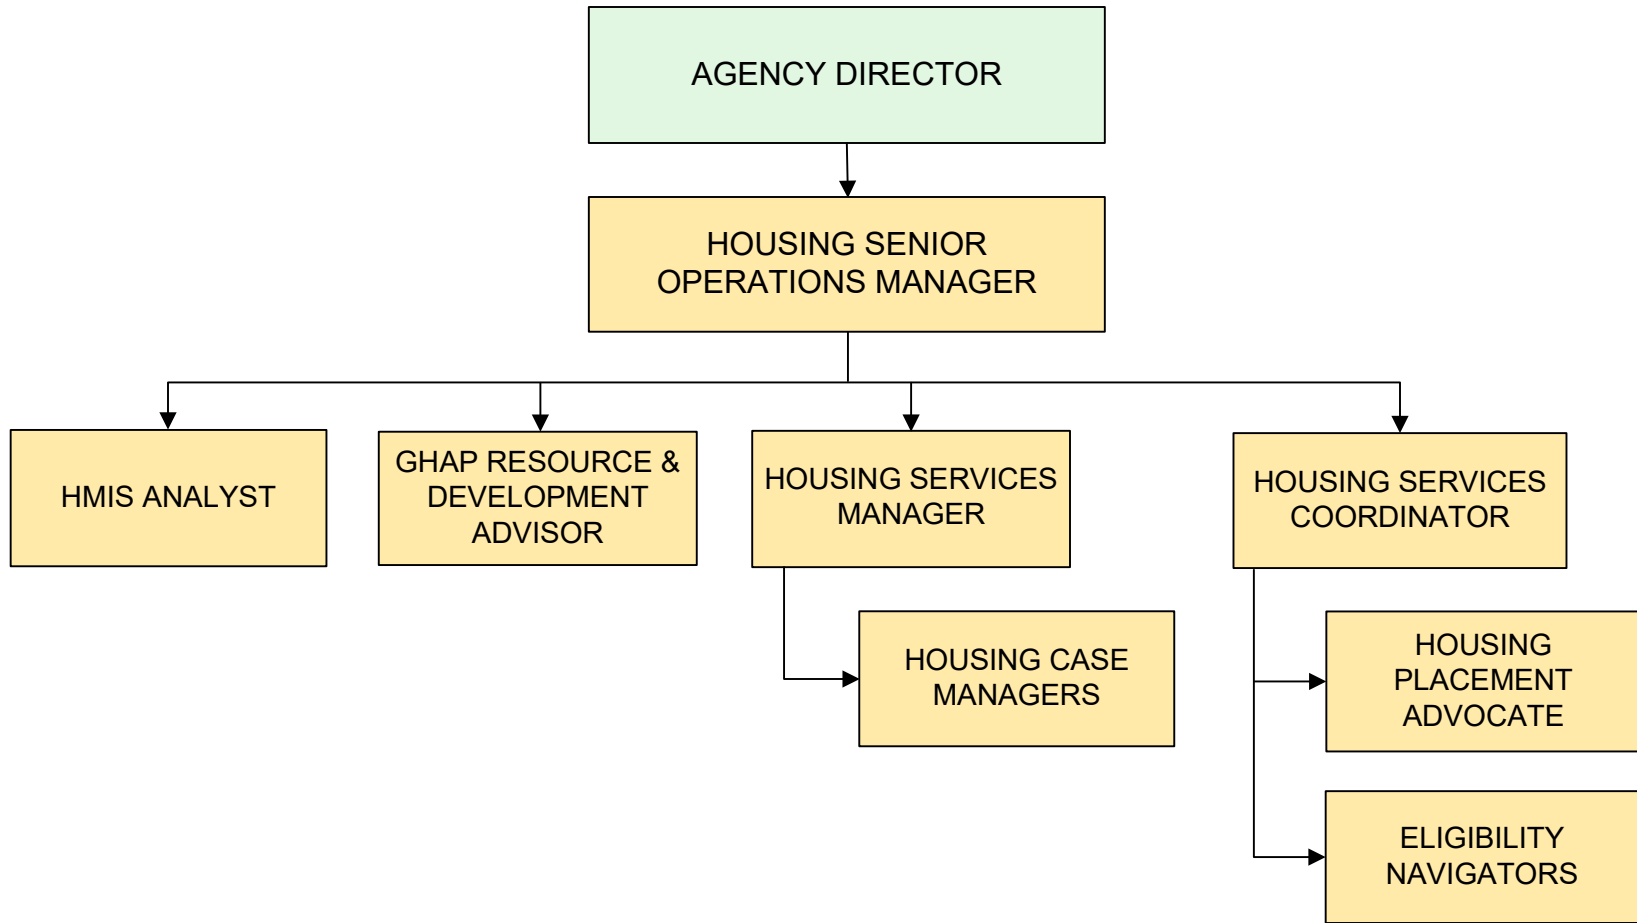 AGENCY DIRECTOR
HOUSING SENIOR
OPERATIONS MANAGER
HMIS ANALYST
GHAP RESOURCE &
DEVELOPMENT
ADVISOR
HOUSING SERVICES
MANAGER
HOUSING SERVICES
COORDINATOR
HOUSING CASE
MANAGERS
HOUSING
PLACEMENT
ADVOCATE
ELIGIBILITY
NAVIGATORS